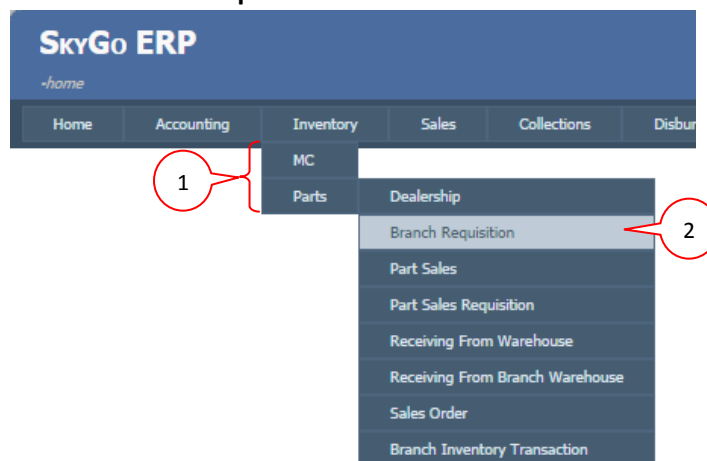 SkyGo ERP
-home
Home Accounting Inventory Sales Collections
MC
1
Parts Dealership
Branch Requisition 2
Part Sales
Part Sales Requisition
Receiving From Warehouse
Receiving From Branch Warehouse
Sales Order
Branch Inventory Transaction